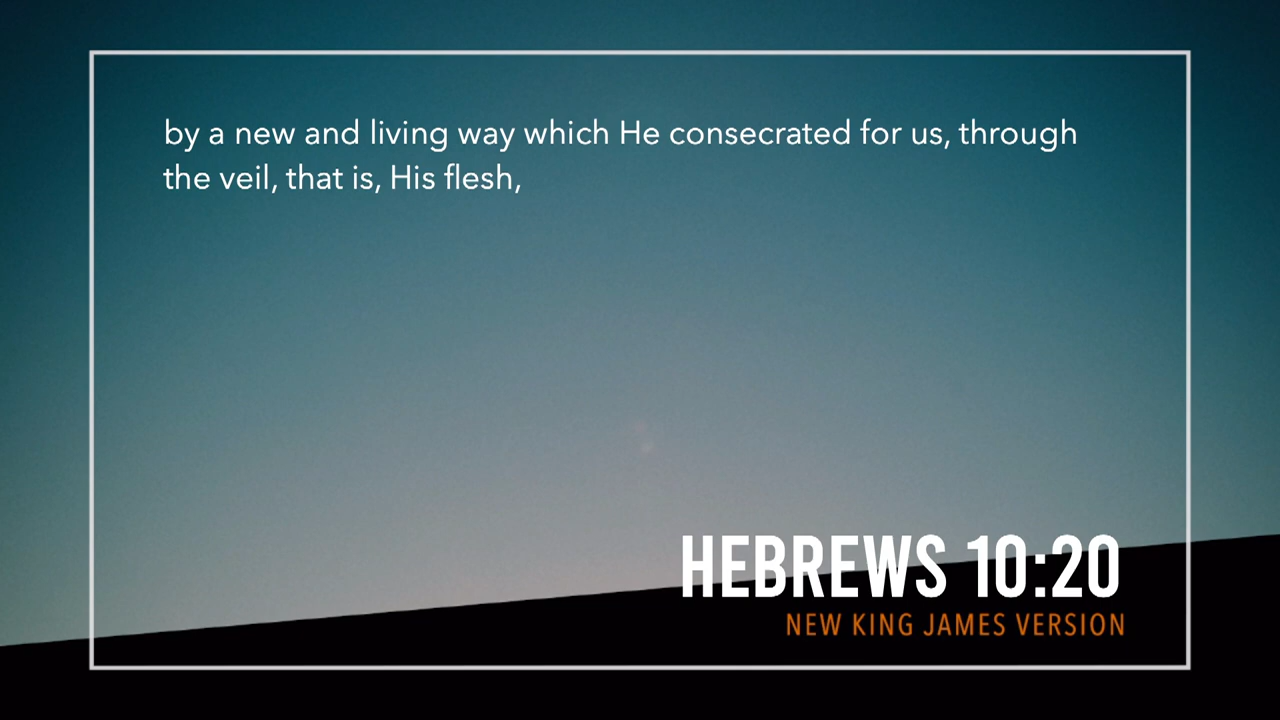 by a new and living way which He consecrated for us, through
the veil, that is, His flesh,
HEBREWS 10:20
NEW KING JAMES VERSION